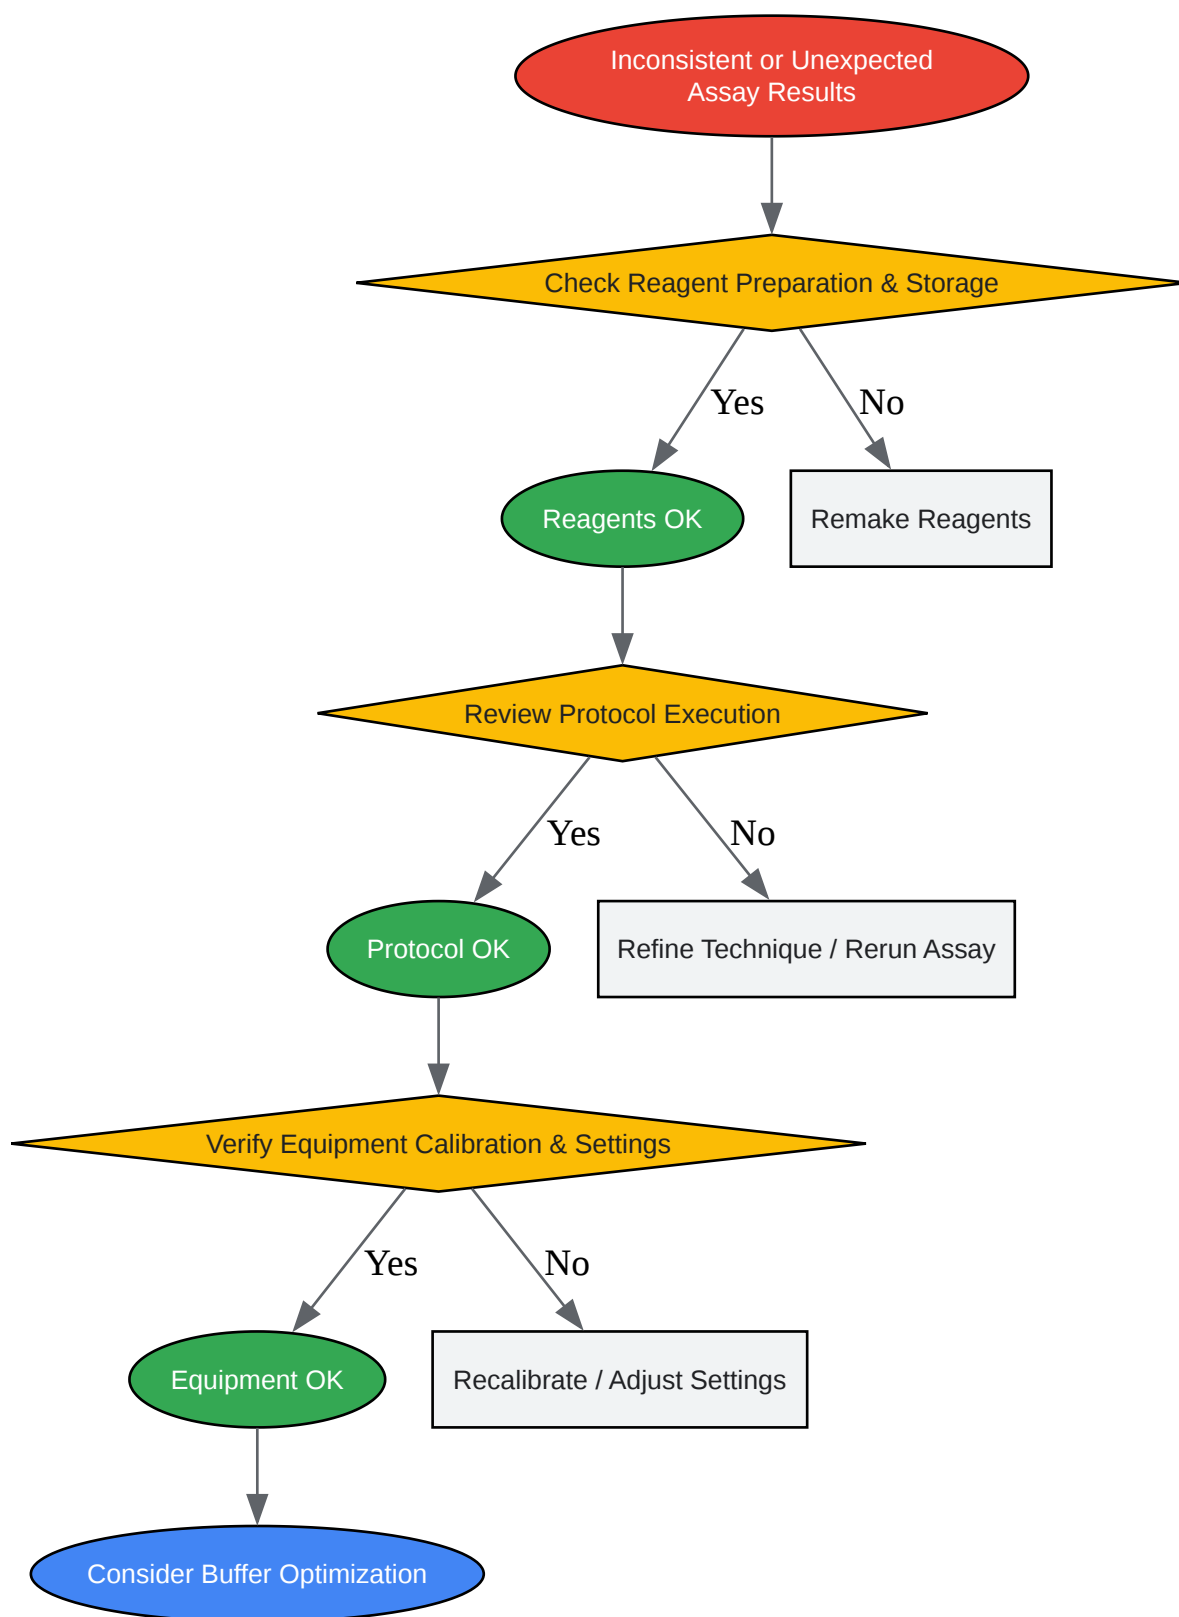 Inconsistent or Unexpected
Assay Results
Check Reagent Preparation & Storage
Yes
No
Reagents OK
Remake Reagents
Review Protocol Execution
Yes
No
Protocol OK
Refine Technique / Rerun Assay
Verify Equipment Calibration & Settings
Yes
No
Equipment OK
Recalibrate / Adjust Settings
Consider Buffer Optimization